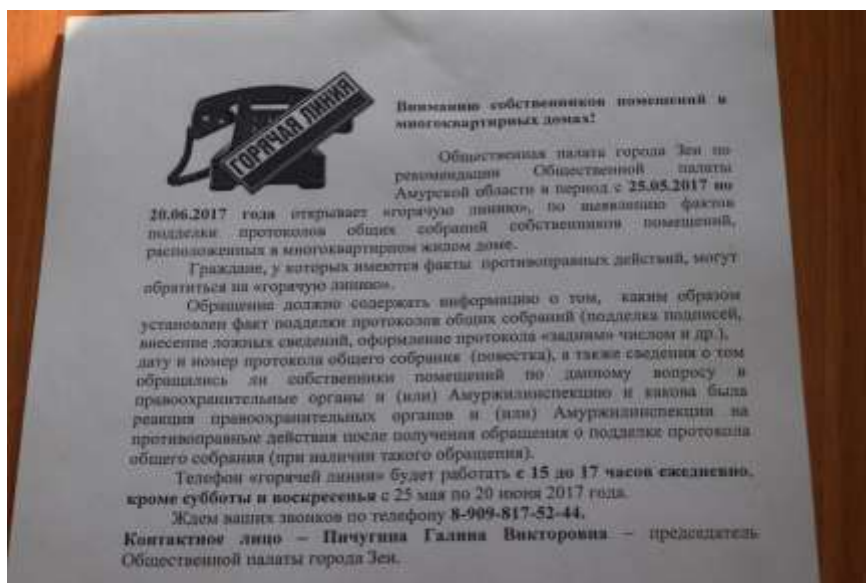 ГОРЯЧАЯ ЛИНИЯ
Вниманию собственников помещений в
многоквартирных домах!
Общественная палата города Зеи по
рекомендации Общественной палаты
Амурской области в период с 25.05.2017 по
20.06.2017 года открывает «горячую линию», по выявлению фактов
подделки протоколов общих собраний собственников помещений,
расположенных в многоквартирном жилом доме.
Граждане, у которых имеются факты противоправных действий, могут
обратиться на «горячую линию».
Обращение должно содержать информацию о том, каким образом
установлен факт подделки протоколов общих собраний (подделка подписей,
внесение ложных сведений, оформление протокола «задним» числом и др.),
дату и номер протокола общего собрания (повестка), а также сведения о том
обращались ли собственники помещений по данному вопросу в
правоохранительные органы и (или) Амуржилинспекцию и какова была
реакция правоохранительных органов и (или) Амуржилинспекции на
противоправные действия после получения обращения о подделке протокола
общего собрания (при наличии такого обращения).
Телефон «горячей линии» будет работать с 15 до 17 часов ежедневно,
кроме субботы и воскресенья с 25 мая по 20 июня 2017 года.
Ждем ваших звонков по телефону 8-909-817-52-44.
Контактное лицо – Пичугина Галина Викторовна – председатель
Общественной палаты города Зеи.